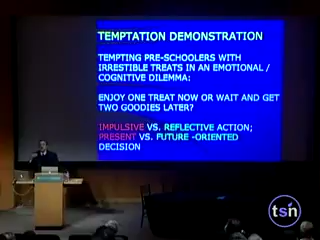 TEMPTATION DEMONSTRATION
TEMPTING PRE-SCHOOLERS WITH
IRRESTIBLE TREATS IN AN EMOTIONAL /
COGNITIVE DILEMMA:
ENJOY ONE TREAT NOW OR WAIT AND GET
TWO GOODIES LATER?
IMPULSIVE VS. REFLECTIVE ACTION;
PRESENT VS. FUTURE -ORIENTED
DECISION
tsn